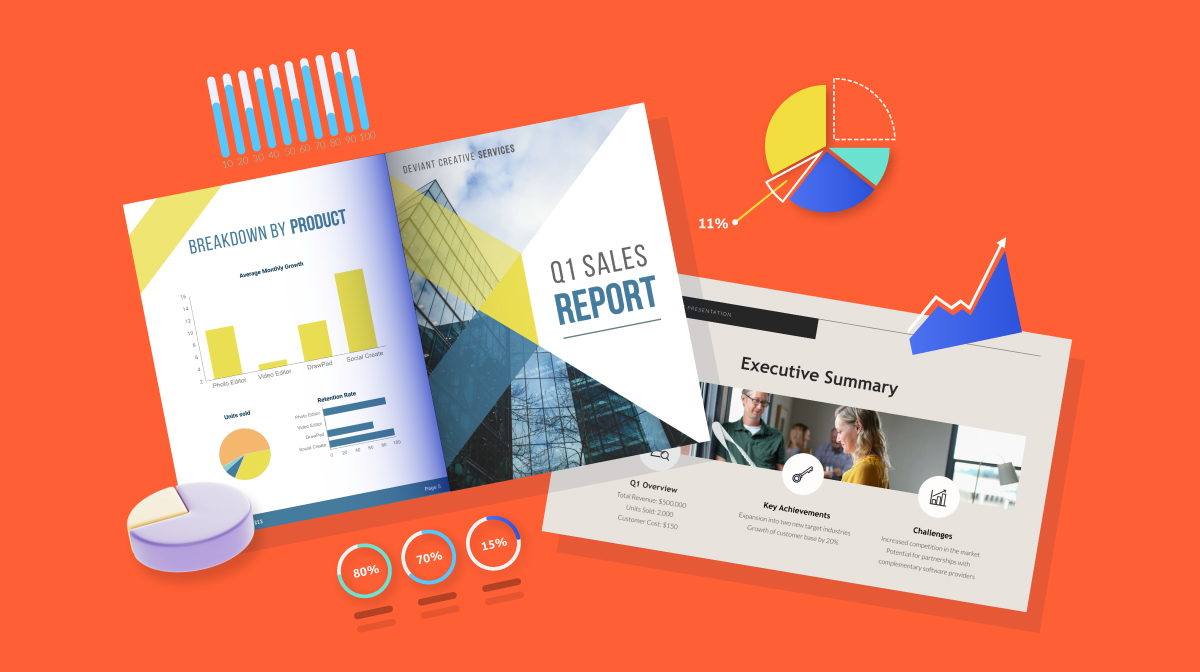 10 20 30 40 50 60 70 80 90 100
11%
BREAKDOWN BY PRODUCT
Average Monthly Growth
16
14
12
10
8
6
4
2
Photo Editor Video Editor DrawPad Social Create
Units sold
Retention Rate
Photo Editor
Video Editor
DrawPad
Social Create
0 20 40 60 80 100
Page 5
DEVIANT CREATIVE SERVICES
Q1 SALES
REPORT
PRESENTATION
Executive Summary
Q1 Overview
Total Revenue: $500,000
Units Sold: 2,000
Customer Cost: $150
Key Achievements
Expansion into two new target industries
Growth of customer base by 20%
Challenges
Increased competition in the market
Potential for partnerships with
complementary software providers
80%
70%
15%